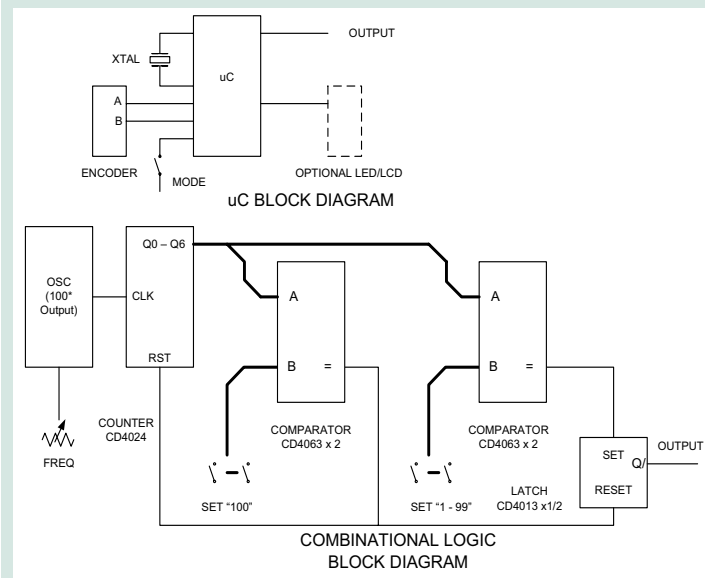 OUTPUT
XTAL
uC
A
B
ENCODER
MODE
OPTIONAL LED/LCD
uC BLOCK DIAGRAM
Q0 – Q6
OSC
(100*
Output)
CLK
A
A
RST
B =
B =
COUNTER
CD4024
COMPARATOR
CD4063 x 2
COMPARATOR
CD4063 x 2
FREQ
SET
OUTPUT
Q/
RESET
SET “100”
SET “1 - 99”
LATCH
CD4013 x1/2
COMBINATIONAL LOGIC
BLOCK DIAGRAM